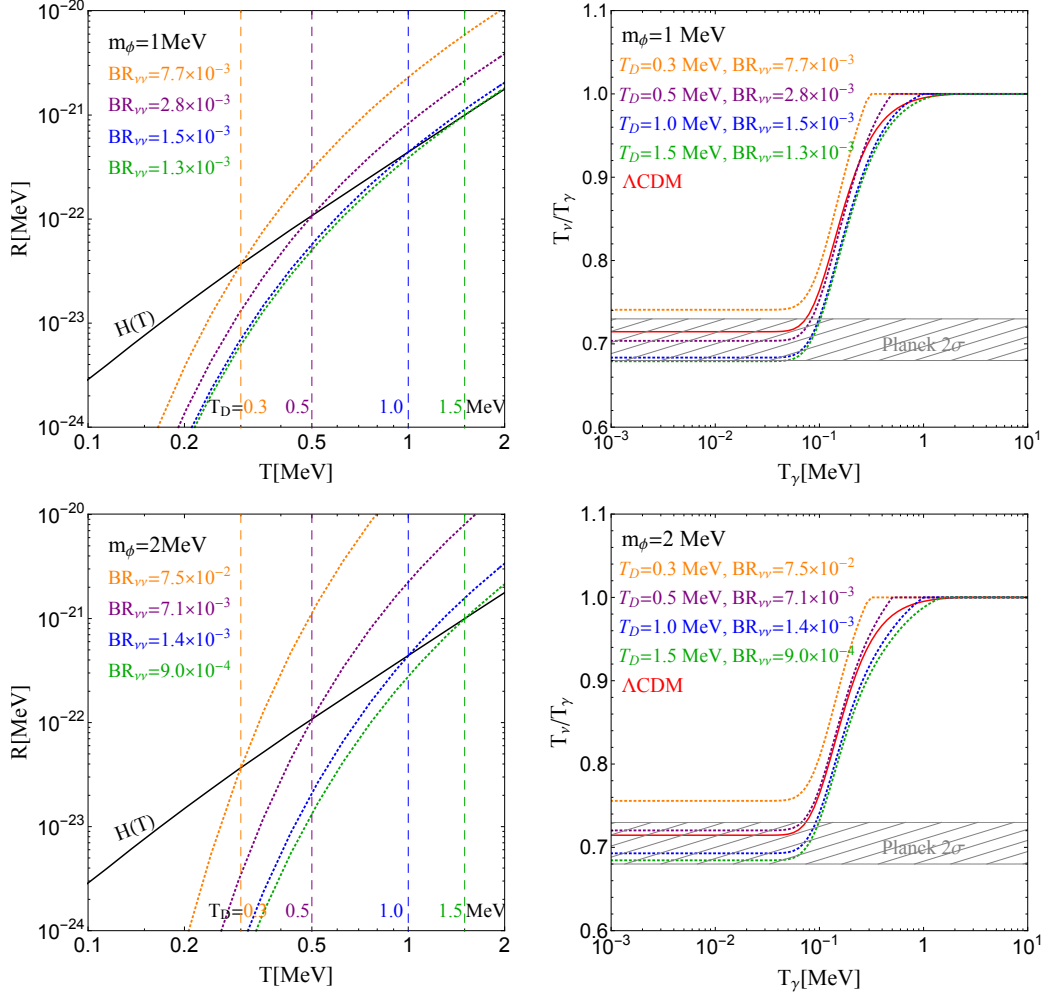 m_ϕ=1MeV
BR_νν=7.7×10^-3
BR_νν=2.8×10^-3
BR_νν=1.5×10^-3
BR_νν=1.3×10^-3
H(T)
T_D=0.3 0.5 1.0 1.5 MeV
10^-20
10^-21
10^-22
10^-23
10^-24
R[MeV]
0.1 0.2 0.5 1 2
T[MeV]
m_ϕ=1 MeV
T_D=0.3 MeV, BR_νν=7.7×10^-3
T_D=0.5 MeV, BR_νν=2.8×10^-3
T_D=1.0 MeV, BR_νν=1.5×10^-3
T_D=1.5 MeV, BR_νν=1.3×10^-3
ΛCDM
Planck 2σ
1.1
1.0
0.9
0.8
0.7
0.6
T_ν/T_γ
10^-3 10^-2 10^-1 1 10^1
T_γ[MeV]
m_ϕ=2MeV
BR_νν=7.5×10^-2
BR_νν=7.1×10^-3
BR_νν=1.4×10^-3
BR_νν=9.0×10^-4
H(T)
T_D=0.3 0.5 1.0 1.5 MeV
10^-20
10^-21
10^-22
10^-23
10^-24
R[MeV]
0.1 0.2 0.5 1 2
T[MeV]
m_ϕ=2 MeV
T_D=0.3 MeV, BR_νν=7.5×10^-2
T_D=0.5 MeV, BR_νν=7.1×10^-3
T_D=1.0 MeV, BR_νν=1.4×10^-3
T_D=1.5 MeV, BR_νν=9.0×10^-4
ΛCDM
Planck 2σ
1.1
1.0
0.9
0.8
0.7
0.6
T_ν/T_γ
10^-3 10^-2 10^-1 1 10^1
T_γ[MeV]